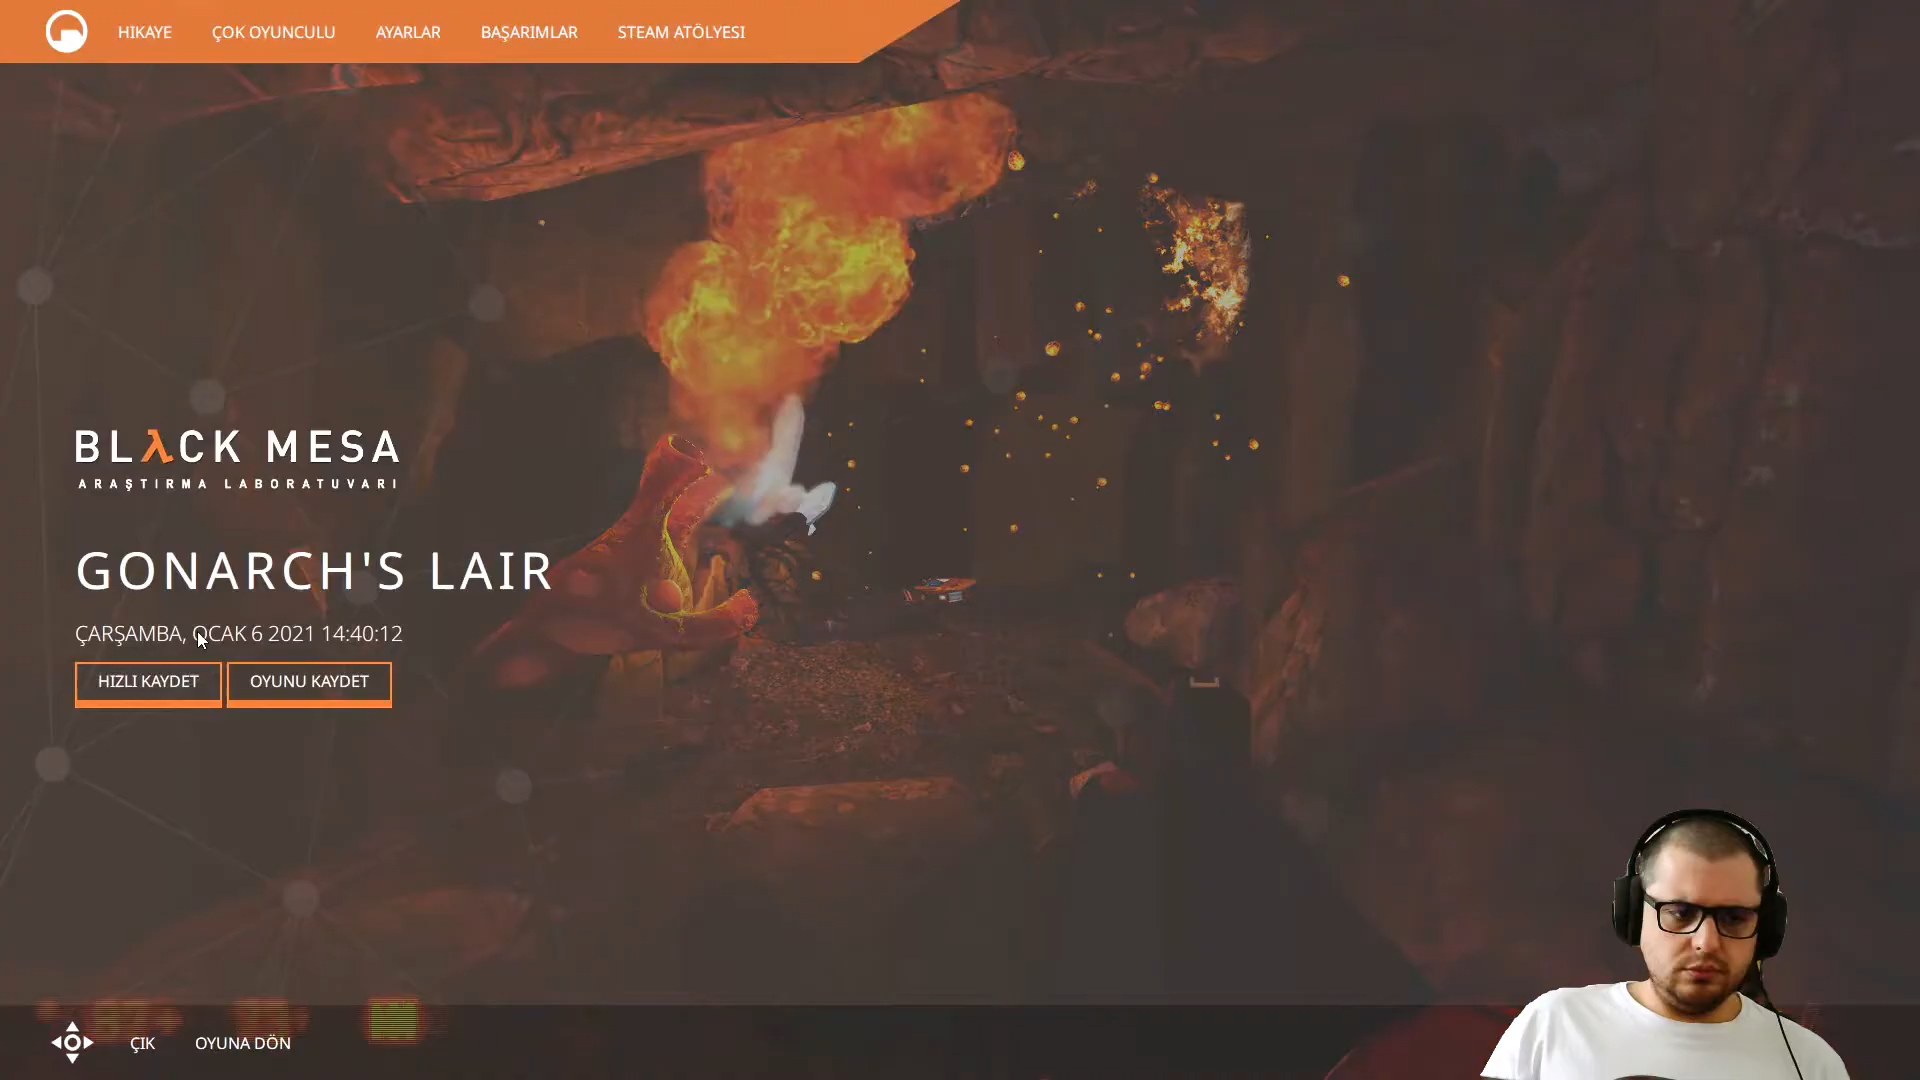 HIKAYE ÇOK OYUNCULU AYARLAR BAŞARIMLAR STEAM ATÖLYESI
BLλCK MESA
ARAŞTIRMA LABORATUVARI
GONARCH'S LAIR
ÇARŞAMBA, OCAK 6 2021 14:40:12
HIZLI KAYDET OYUNU KAYDET
ÇIK OYUNA DÖN